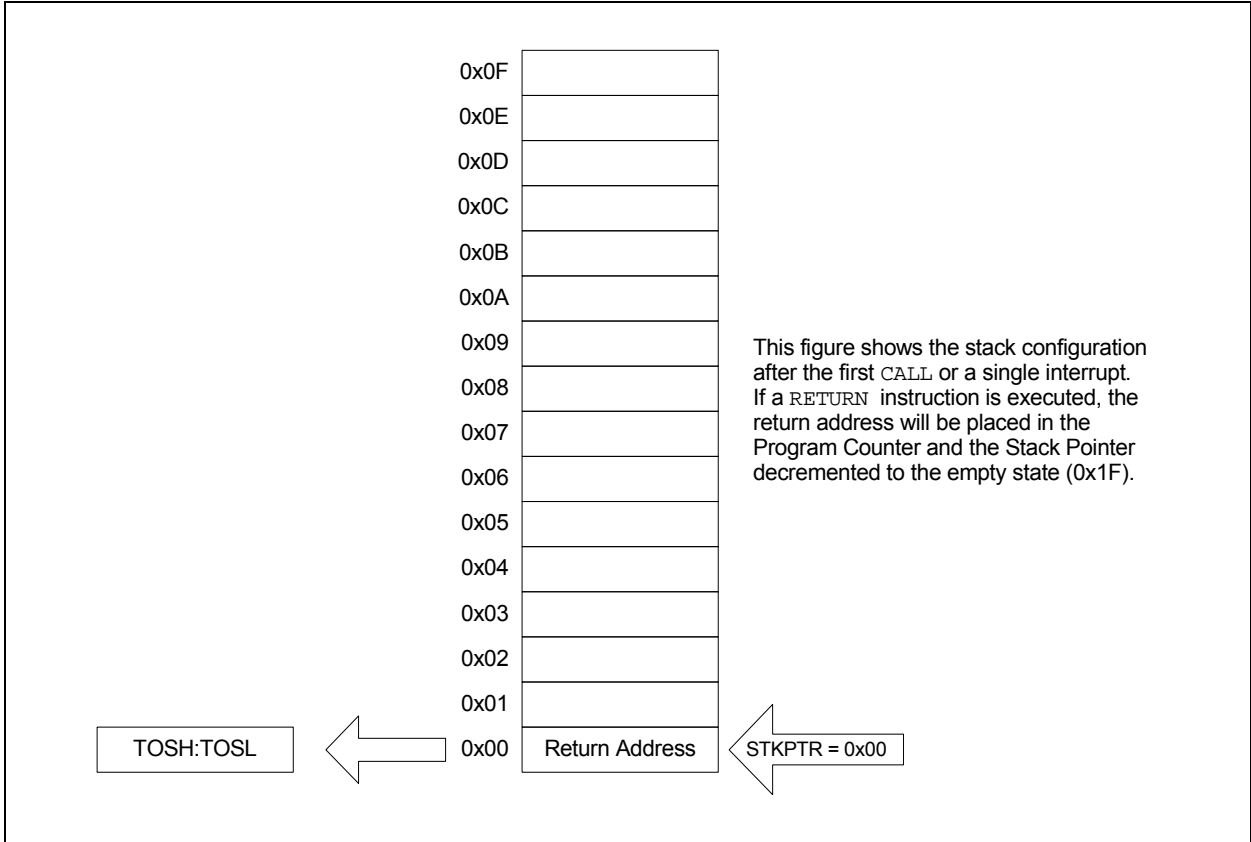 0x0F
0x0E
0x0D
0x0C
0x0B
0x0A
0x09
0x08
0x07
0x06
0x05
0x04
0x03
0x02
0x01
0x00
This figure shows the stack configuration
after the first CALL or a single interrupt.
If a RETURN instruction is executed, the
return address will be placed in the
Program Counter and the Stack Pointer
decremented to the empty state (0x1F).
TOSH:TOSL
Return Address
STKPTR = 0x00